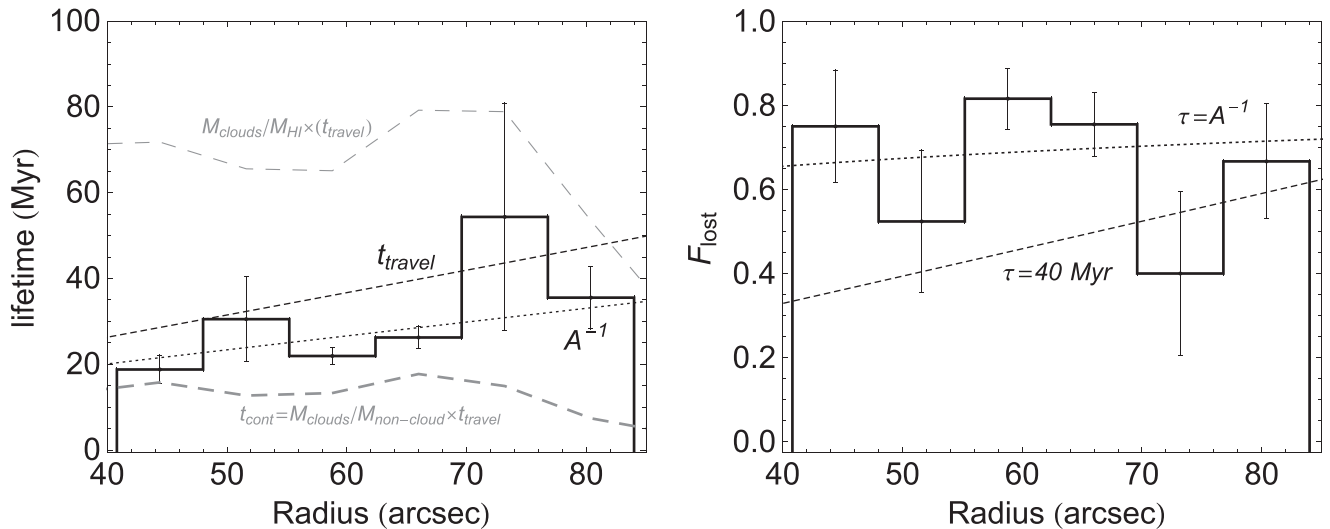 100
80
60
40
20
0
lifetime (Myr)
M_clouds/M_HI×(t_travel)
t_travel
A^-1
t_cont=M_clouds/M_non-cloud×t_travel
40 50 60 70 80
Radius (arcsec)
1.0
0.8
0.6
0.4
0.2
0.0
F_lost
τ=A^-1
τ=40 Myr
40 50 60 70 80
Radius (arcsec)